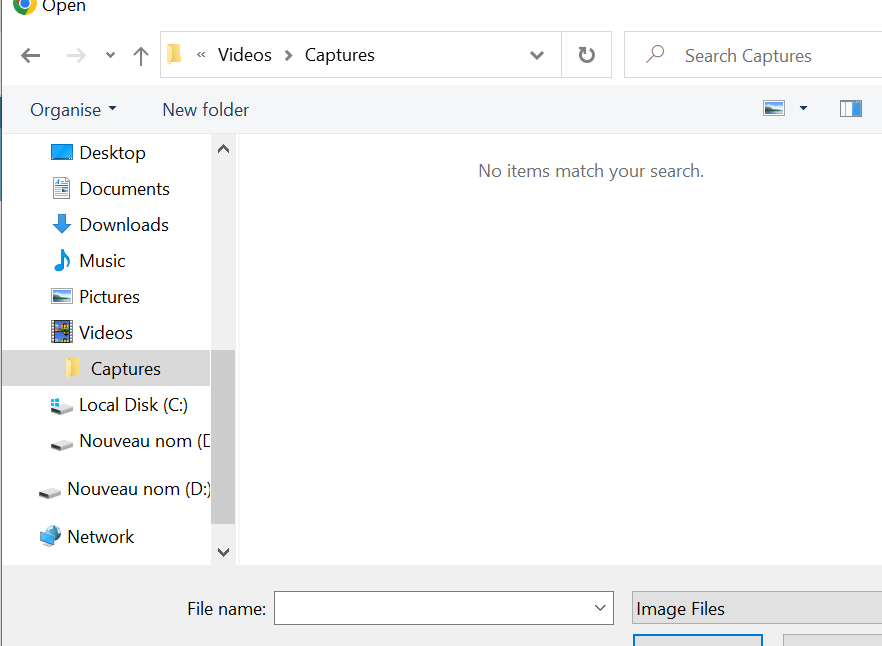 Open
« Videos > Captures
Search Captures
Organise
New folder
Desktop
No items match your search.
Documents
Downloads
Music
Pictures
Videos
Captures
Local Disk (C:)
Nouveau nom (D
Nouveau nom (D:)
Network
File name:
Image Files